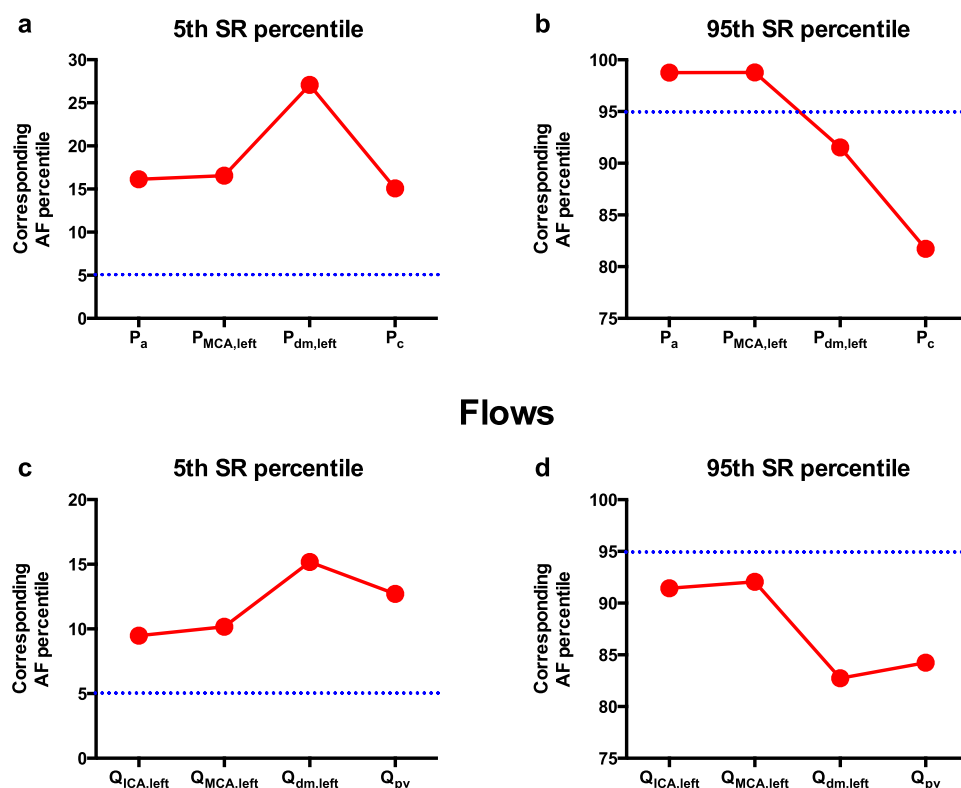 a 5th SR percentile
30
25
20
15
10
5
0
Corresponding
AF percentile
Pa PMCA,left Pdm,left Pc
b 95th SR percentile
100
95
90
85
80
75
Corresponding
AF percentile
Pa PMCA,left Pdm,left Pc
Flows
c 5th SR percentile
20
15
10
5
0
Corresponding
AF percentile
QICA,left QMCA,left Qdm,left Qpv
d 95th SR percentile
100
95
90
85
80
75
Corresponding
AF percentile
QICA,left QMCA,left Qdm,left Qpv